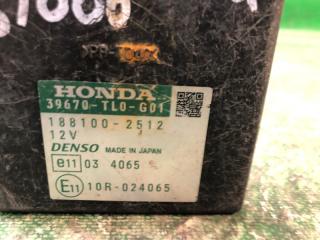 HONDA
39670-TL0-G01
188100-2512
12V
DENSO MADE IN JAPAN
e11 03 4065
E11 10R-024065